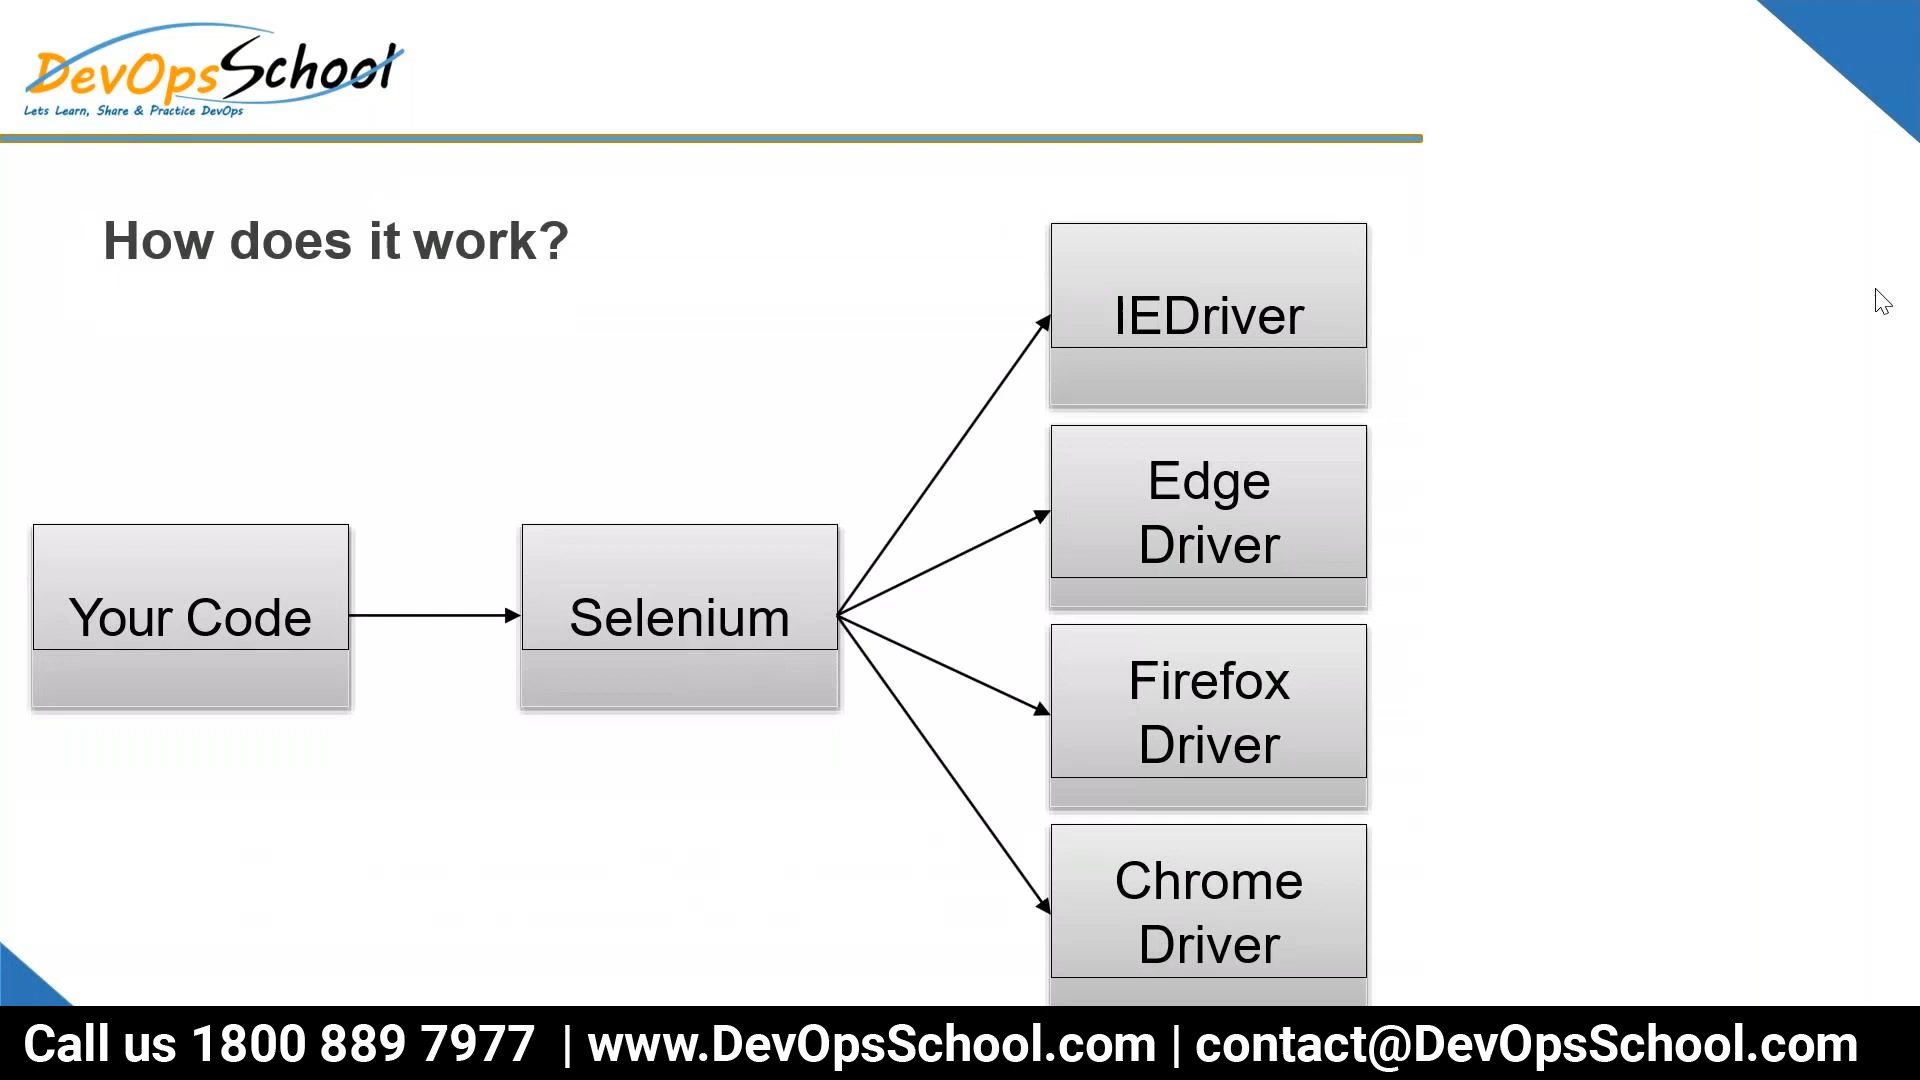 DevOpsSchool
Lets Learn, Share & Practice DevOps
How does it work?
Your Code
Selenium
IEDriver
Edge
Driver
Firefox
Driver
Chrome
Driver
Call us 1800 889 7977 | www.DevOpsSchool.com | contact@DevOpsSchool.com